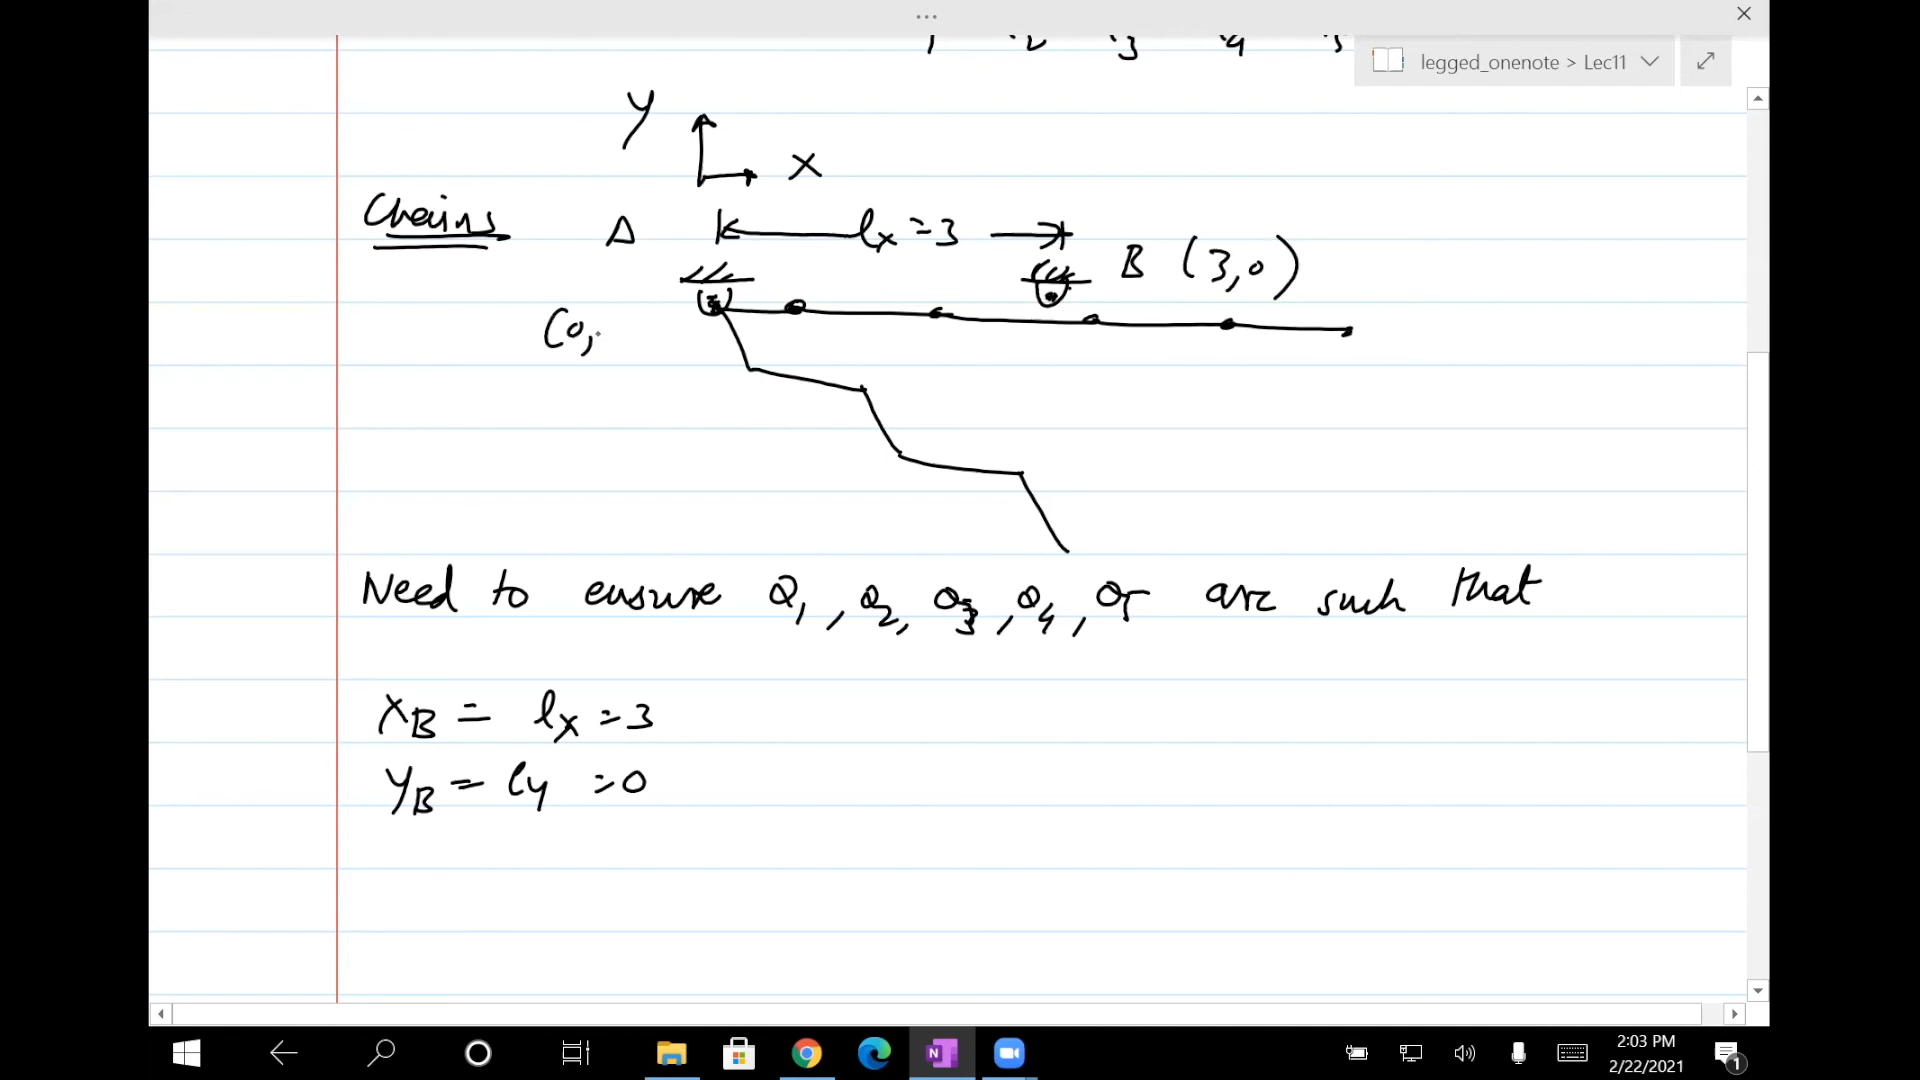 legged_onenote > Lec11
Y
X
Chains A lx = 3 B (3,0)
(0,
Need to ensure θ1, θ2, θ3, θ4, θ5 are such that
xB = lx = 3
yB = ly = 0
2:03 PM
2/22/2021
1